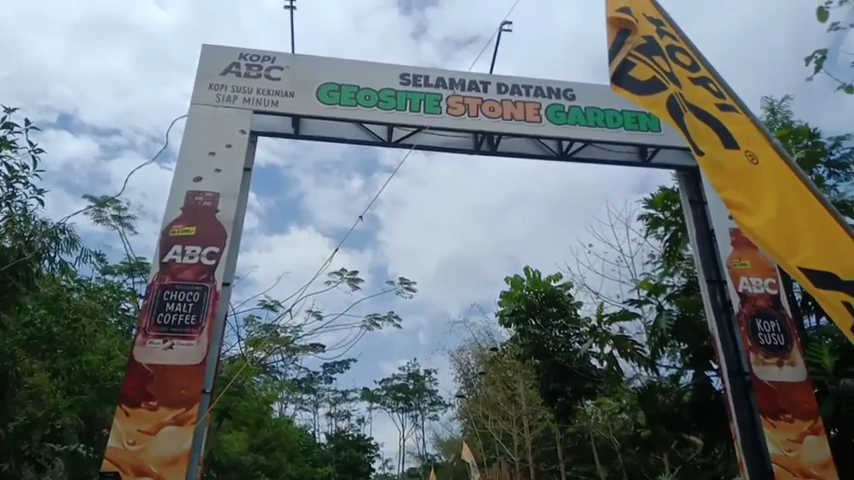 KOPI
ABC
KOPI SUSU KEKINIAN
SIAP MINUM
SELAMAT DATANG
GEOSITE STONE GARDEN
KOPI
ABC
CHOCO
MALT
COFFEE
ABC
KOPI
SUSU